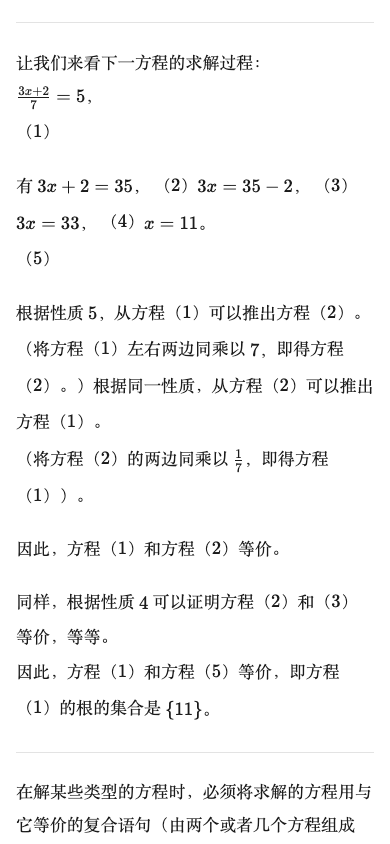 让我们来看下一方程的求解过程：
$\frac{3x+2}{7} = 5$，
（1）
有 $3x + 2 = 35$， （2）$3x = 35 - 2$， （3）
$3x = 33$， （4）$x = 11$。
（5）
根据性质 5，从方程（1）可以推出方程（2）。
（将方程（1）左右两边同乘以 7，即得方程
（2）。）根据同一性质，从方程（2）可以推出
方程（1）。
（将方程（2）的两边同乘以 $\frac{1}{7}$，即得方程
（1））。
因此，方程（1）和方程（2）等价。
同样，根据性质 4 可以证明方程（2）和（3）
等价，等等。
因此，方程（1）和方程（5）等价，即方程
（1）的根的集合是 {11}。
在解某些类型的方程时，必须将求解的方程用与
它等价的复合语句（由两个或者几个方程组成